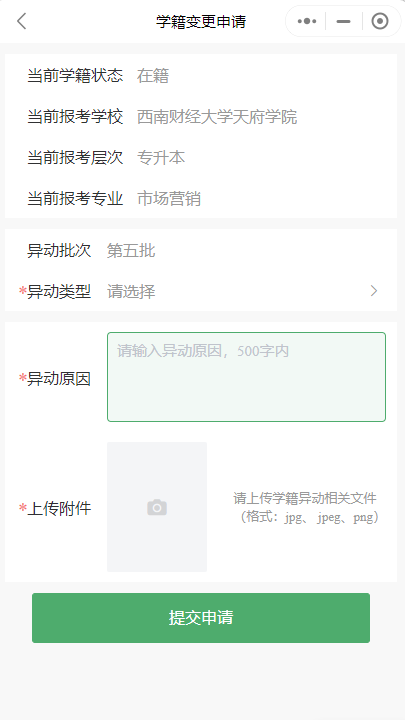 学籍变更申请
当前学籍状态 在籍
当前报考学校 西南财经大学天府学院
当前报考层次 专升本
当前报考专业 市场营销
异动批次 第五批
*异动类型 请选择
*异动原因 请输入异动原因，500字内
*上传附件 请上传学籍异动相关文件
（格式：jpg、 jpeg、png）
提交申请